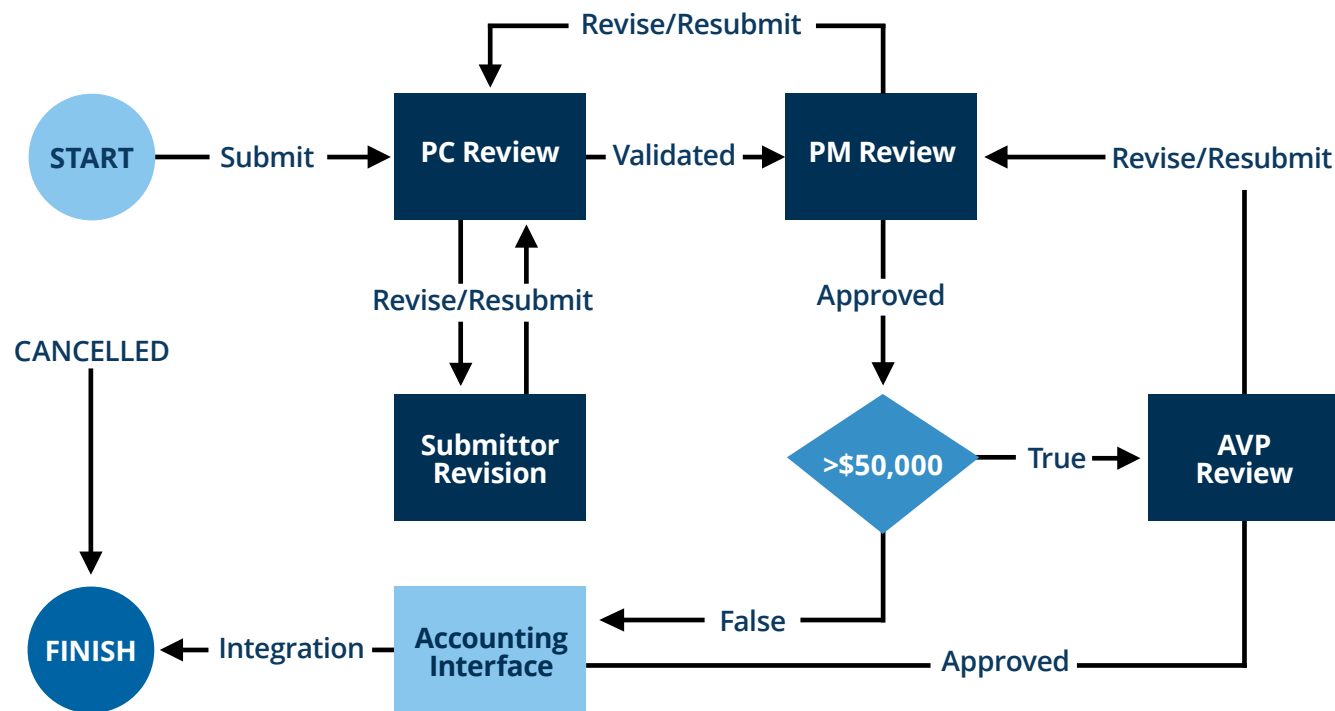 Revise/Resubmit
START
Submit
PC Review
Validated
PM Review
Revise/Resubmit
Revise/Resubmit
Approved
CANCELLED
Submittor
Revision
>$50,000
True
AVP
Review
False
FINISH
Integration
Accounting
Interface
Approved